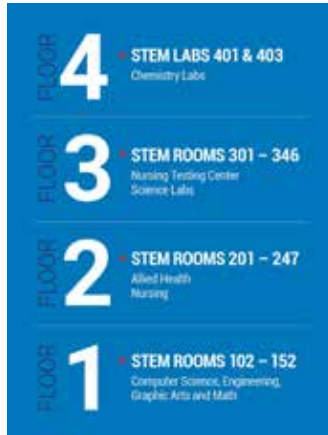 FLOOR 4
STEM LABS 401 & 403
Chemistry Labs
FLOOR 3
STEM ROOMS 301 – 346
Nursing Testing Center
Science Labs
FLOOR 2
STEM ROOMS 201 – 247
Allied Health
Nursing
FLOOR 1
STEM ROOMS 102 – 152
Computer Science, Engineering,
Graphic Arts and Math